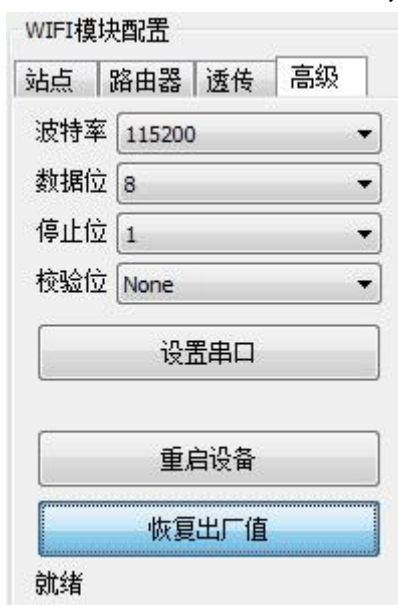 WIFI模块配置
站点 路由器 透传 高级
波特率 115200
数据位 8
停止位 1
校验位 None
设置串口
重启设备
恢复出厂值
就绪